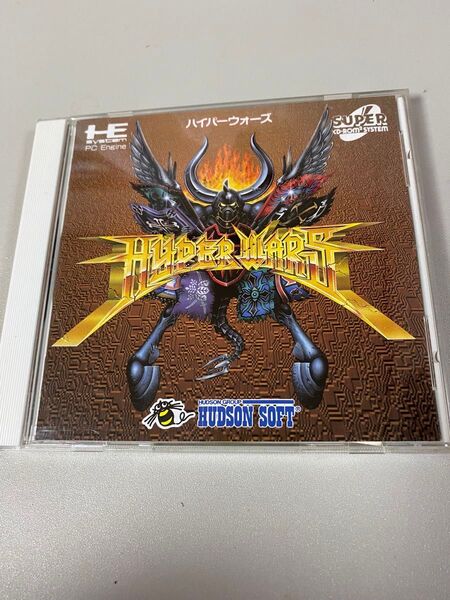 HE
SYSTEM
PC Engine
ハイパーウォーズ
SUPER
CD-ROM² SYSTEM
HYPER WARS
HUDSON GROUP
HUDSON SOFT®